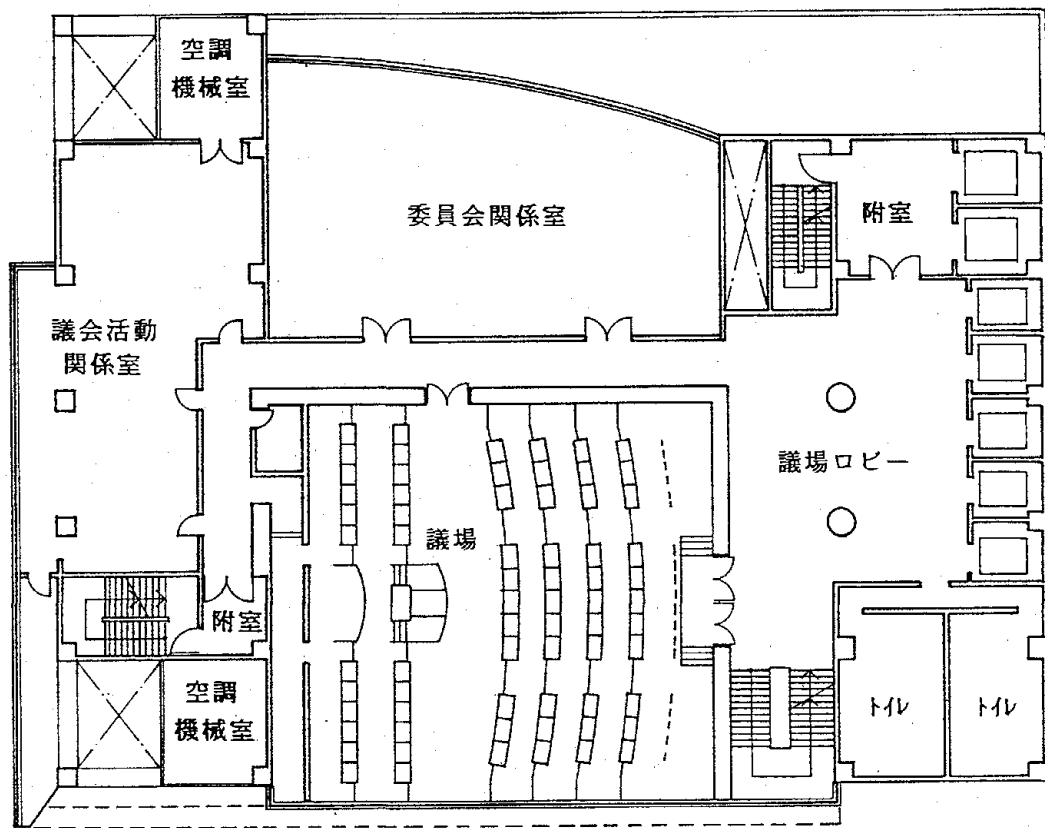 空調
機械室
委員会関係室
附室
議会活動
関係室
議場ロビー
議場
附室
空調
機械室
トイレ
トイレ